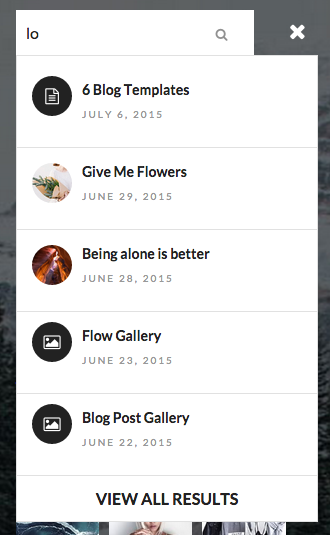 lo
6 Blog Templates
JULY 6, 2015
Give Me Flowers
JUNE 29, 2015
Being alone is better
JUNE 28, 2015
Flow Gallery
JUNE 23, 2015
Blog Post Gallery
JUNE 22, 2015
VIEW ALL RESULTS